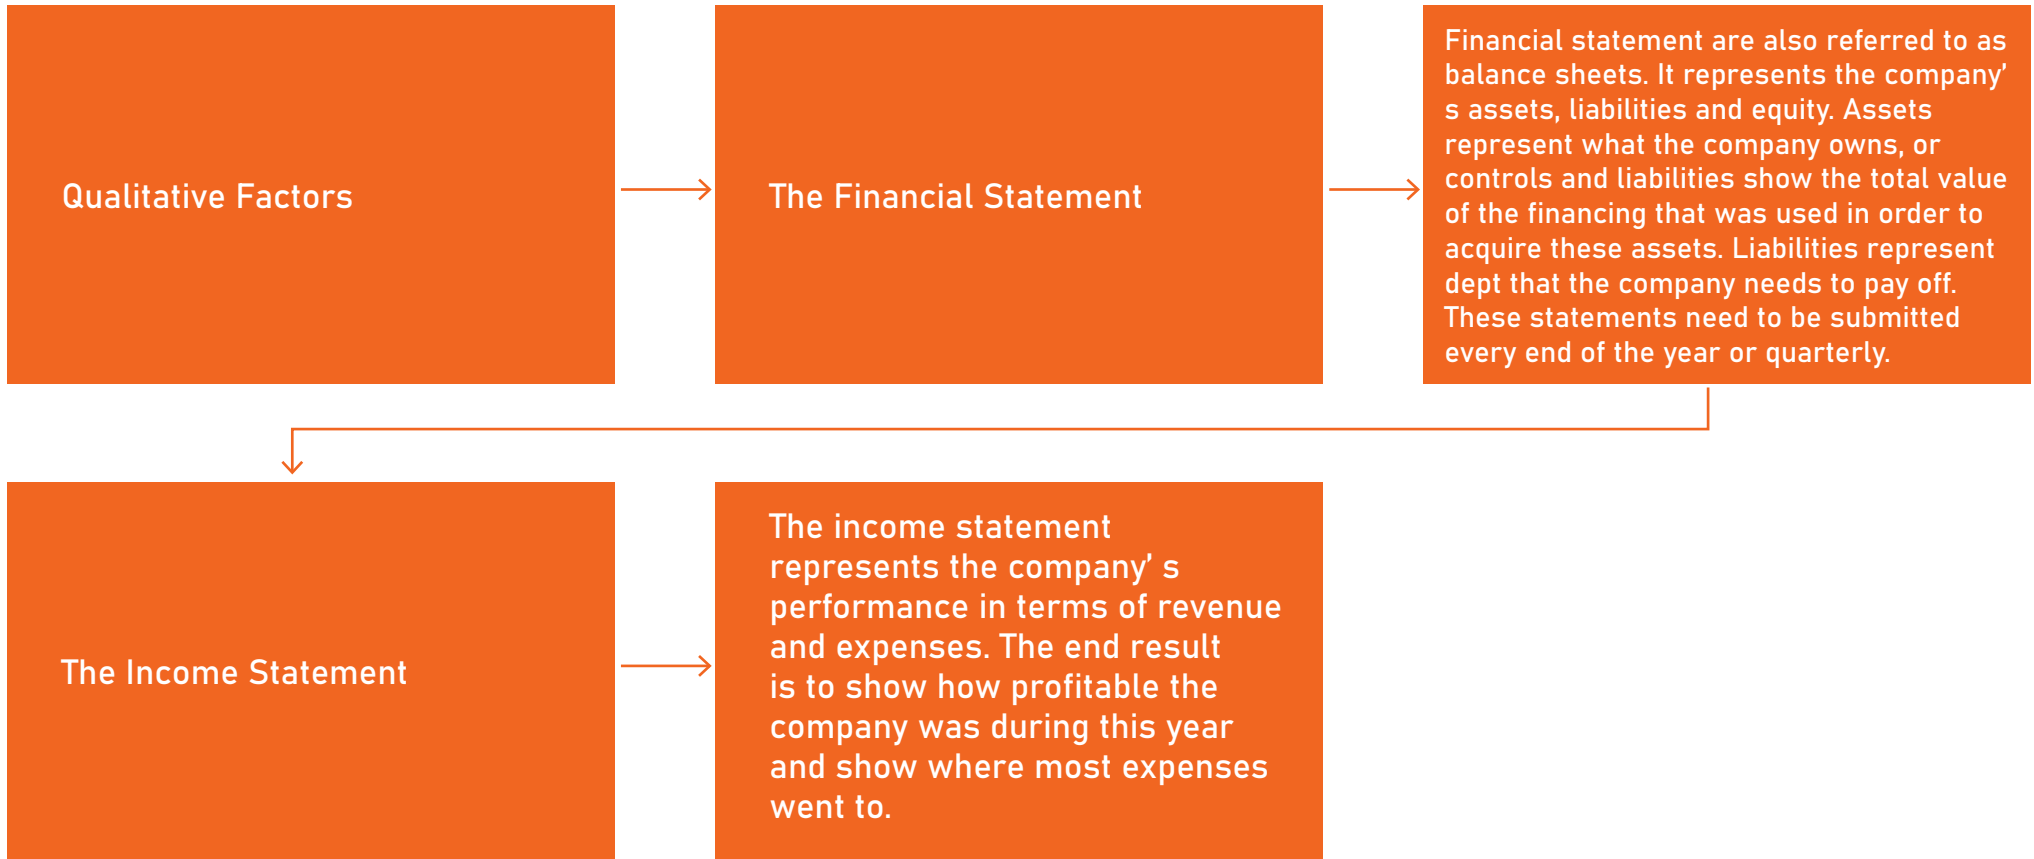 Qualitative Factors
The Financial Statement
Financial statement are also referred to as
balance sheets. It represents the company’
s assets, liabilities and equity. Assets
represent what the company owns, or
controls and liabilities show the total value
of the financing that was used in order to
acquire these assets. Liabilities represent
dept that the company needs to pay off.
These statements need to be submitted
every end of the year or quarterly.
The Income Statement
The income statement
represents the company’ s
performance in terms of revenue
and expenses. The end result
is to show how profitable the
company was during this year
and show where most expenses
went to.